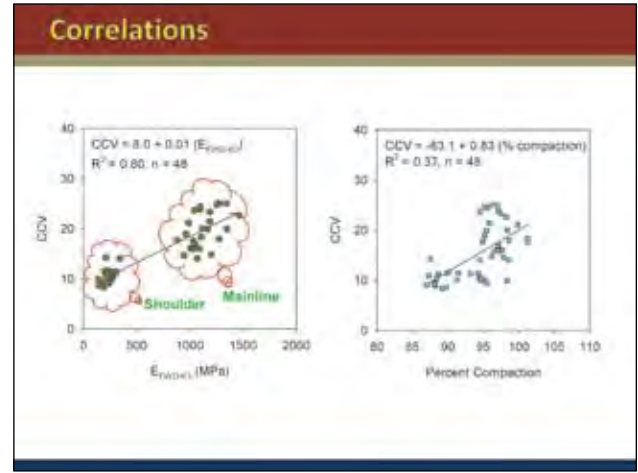 Correlations
40
30
20
10
0
CCV
CCV = 8.0 + 0.01 (E
R² = 0.80, n = 48
Shoulder
Mainline
0 500 1000 1500 2000
(MPa)
40
30
20
10
0
CCV
CCV = -63.1 + 0.83 (% compaction)
R² = 0.37, n = 48
80 85 90 95 100 105 110
Percent Compaction